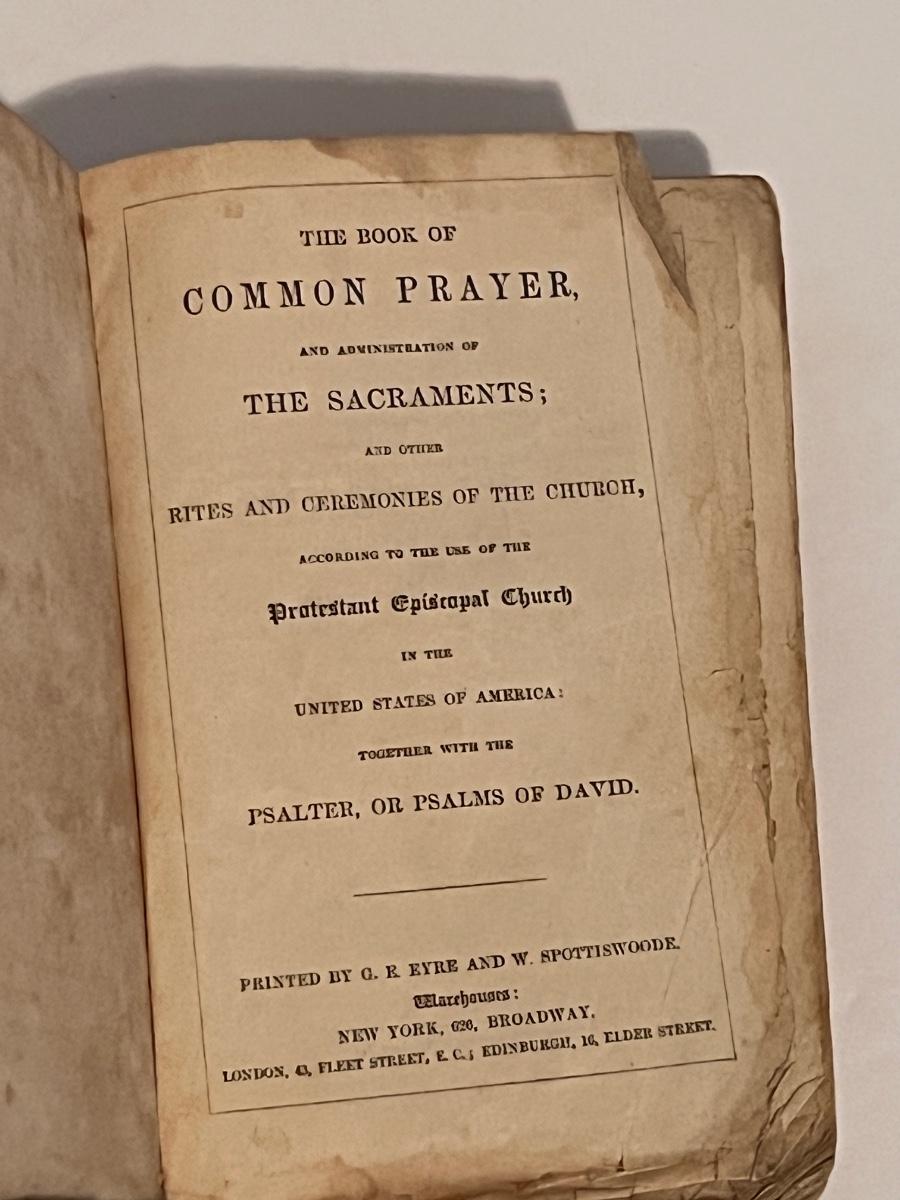 THE BOOK OF
COMMON PRAYER,
AND ADMINISTRATION OF
THE SACRAMENTS;
AND OTHER
RITES AND CEREMONIES OF THE CHURCH,
ACCORDING TO THE USE OF THE
Protestant Episcopal Church
IN THE
UNITED STATES OF AMERICA:
TOGETHER WITH THE
PSALTER, OR PSALMS OF DAVID.
PRINTED BY G. E. EYRE AND W. SPOTTISWOODE.
Warehouses:
NEW YORK, 626, BROADWAY.
LONDON, 43, FLEET STREET, E. C.; EDINBURGH, 16, ELDER STREET.